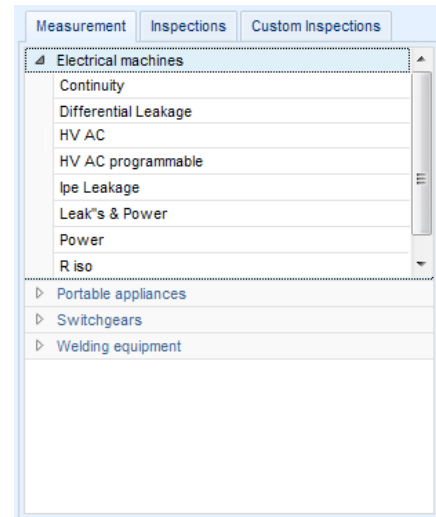 Measurement Inspections Custom Inspections
Electrical machines
Continuity
Differential Leakage
HV AC
HV AC programmable
Ipe Leakage
Leak"s & Power
Power
R iso
Portable appliances
Switchgears
Welding equipment